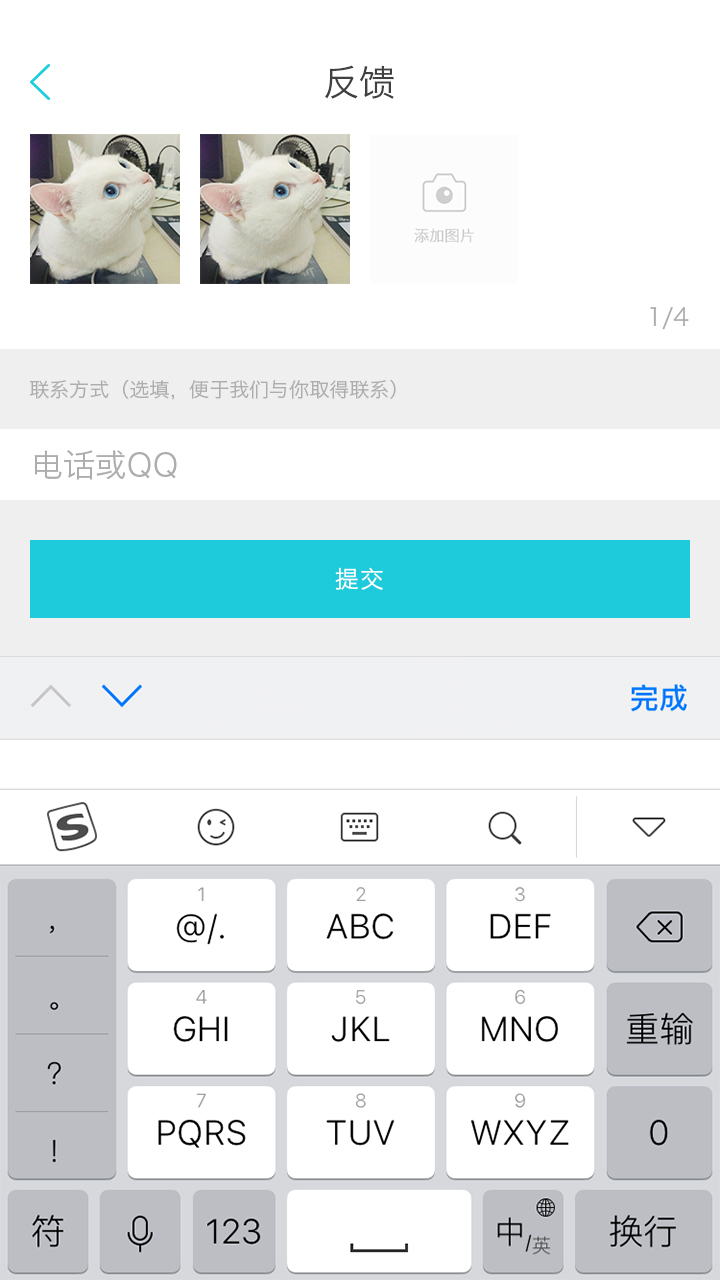 反馈
添加图片
1/4
联系方式（选填，便于我们与你取得联系）
电话或QQ
提交
完成
S
，
1
@/.
2
ABC
3
DEF
。
4
GHI
5
JKL
6
MNO
重输
?
7
PQRS
8
TUV
9
WXYZ
0
!
符
123
中/英
换行